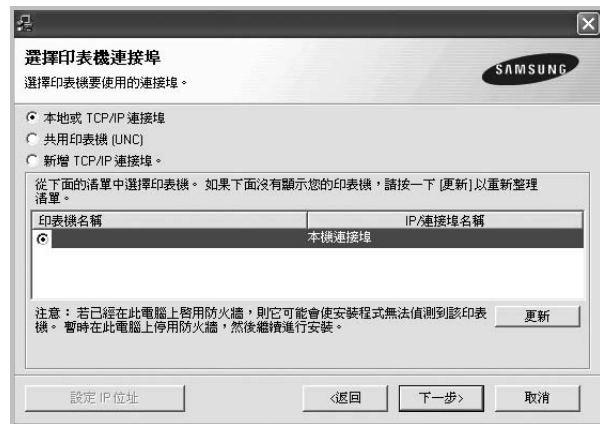 選擇印表機連接埠
選擇印表機要使用的連接埠。
SAMSUNG
本地或 TCP/IP 連接埠
共用印表機 (UNC)
新增 TCP/IP 連接埠。
從下面的清單中選擇印表機。 如果下面沒有顯示您的印表機，請按一下 [更新] 以重新整理
清單。
印表機名稱 IP/連接埠名稱
本機連接埠
注意： 若已經在此電腦上啓用防火牆，則它可能會使安裝程式無法偵測到該印表
機。 暫時在此電腦上停用防火牆，然後繼續進行安裝。
更新
設定 IP 位址 <返回 下一步> 取消